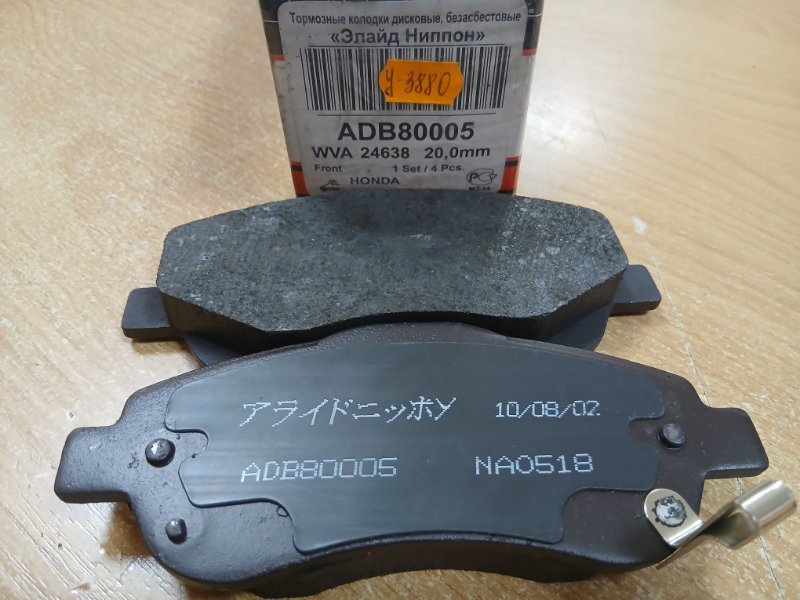 Тормозные колодки дисковые, безасбестовые
«Элайд Ниппон»
У-3880
ADB80005
WVA 24638 20,0mm
Front 1 Set / 4 Pcs.
HONDA
アライドニッポy 10/08/02
ADB80005 NA0518